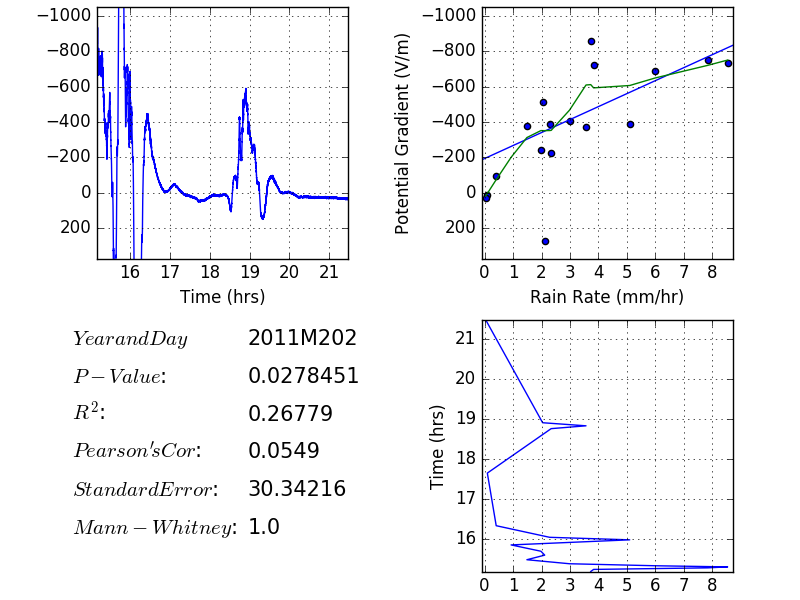 −1000
−800
−600
−400
−200
0
200
16 17 18 19 20 21
Time (hrs)
Potential Gradient (V/m)
−1000
−800
−600
−400
−200
0
200
0 1 2 3 4 5 6 7 8
Rain Rate (mm/hr)
YearandDay 2011M202
P−Value: 0.0278451
R²: 0.26779
Pearson'sCor: 0.0549
StandardError: 30.34216
Mann−Whitney: 1.0
Time (hrs)
21
20
19
18
17
16
0 1 2 3 4 5 6 7 8